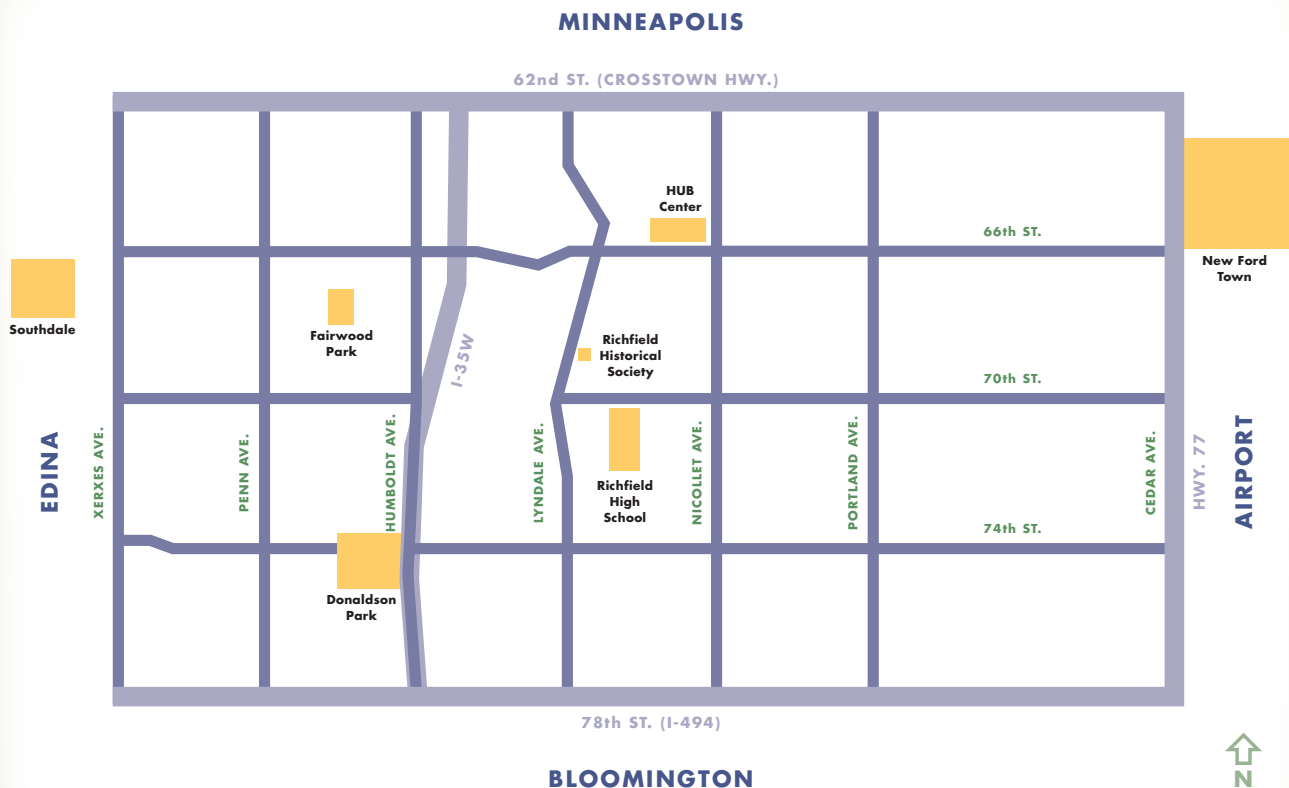 MINNEAPOLIS
62nd ST. (CROSSTOWN HWY.)
HUB
Center
66th ST.
New Ford
Town
Southdale
Fairwood
Park
I-35W
Richfield
Historical
Society
70th ST.
EDINA
XERXES AVE.
PENN AVE.
HUMBOLDT AVE.
LYNDALE AVE.
Richfield
High
School
NICOLLET AVE.
PORTLAND AVE.
CEDAR AVE.
HWY. 77
AIRPORT
74th ST.
Donaldson
Park
78th ST. (I-494)
BLOOMINGTON
N